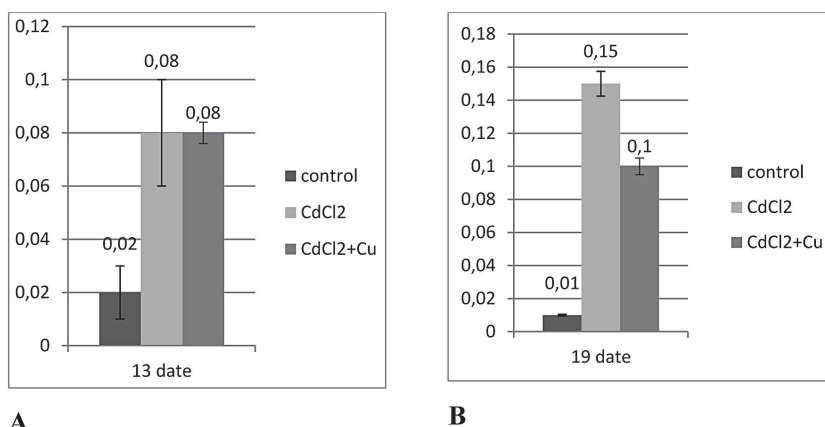 0,12
0,1
0,08
0,06
0,04
0,02
0
0,02
0,08
0,08
13 date
control
CdCl2
CdCl2+Cu
A
0,18
0,16
0,14
0,12
0,1
0,08
0,06
0,04
0,02
0
0,01
0,15
0,1
19 date
control
CdCl2
CdCl2+Cu
B